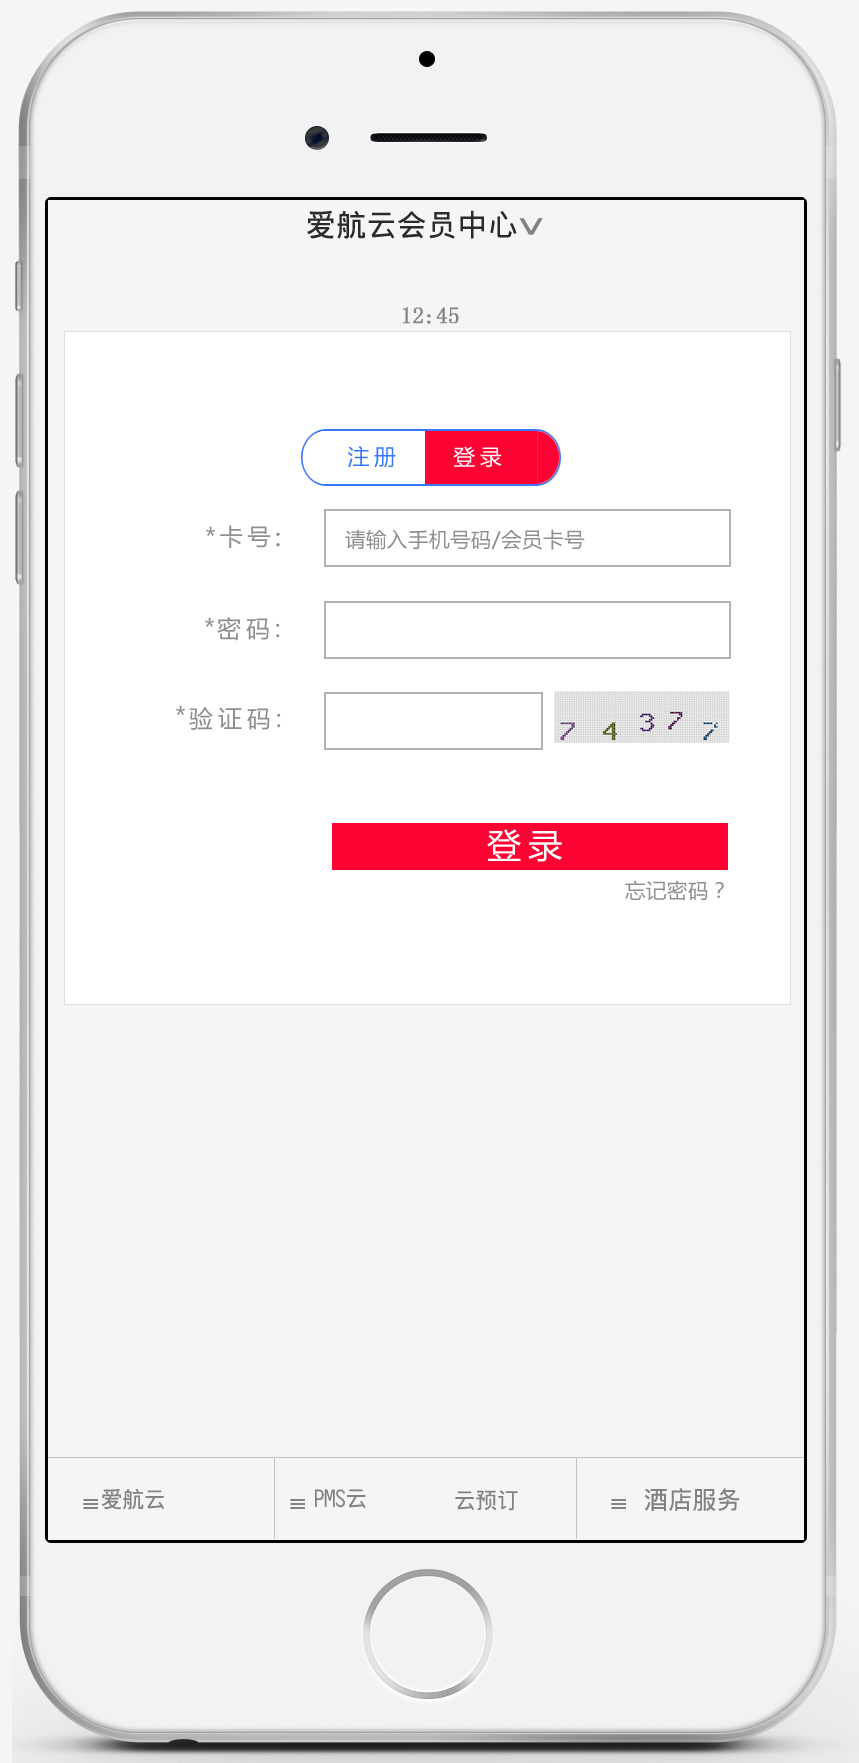 爱航云会员中心
12:45
注册 登录
*卡号: 请输入手机号码/会员卡号
*密码:
*验证码: 7 4 3 7 7
登录
忘记密码？
爱航云 PMS云 云预订 酒店服务